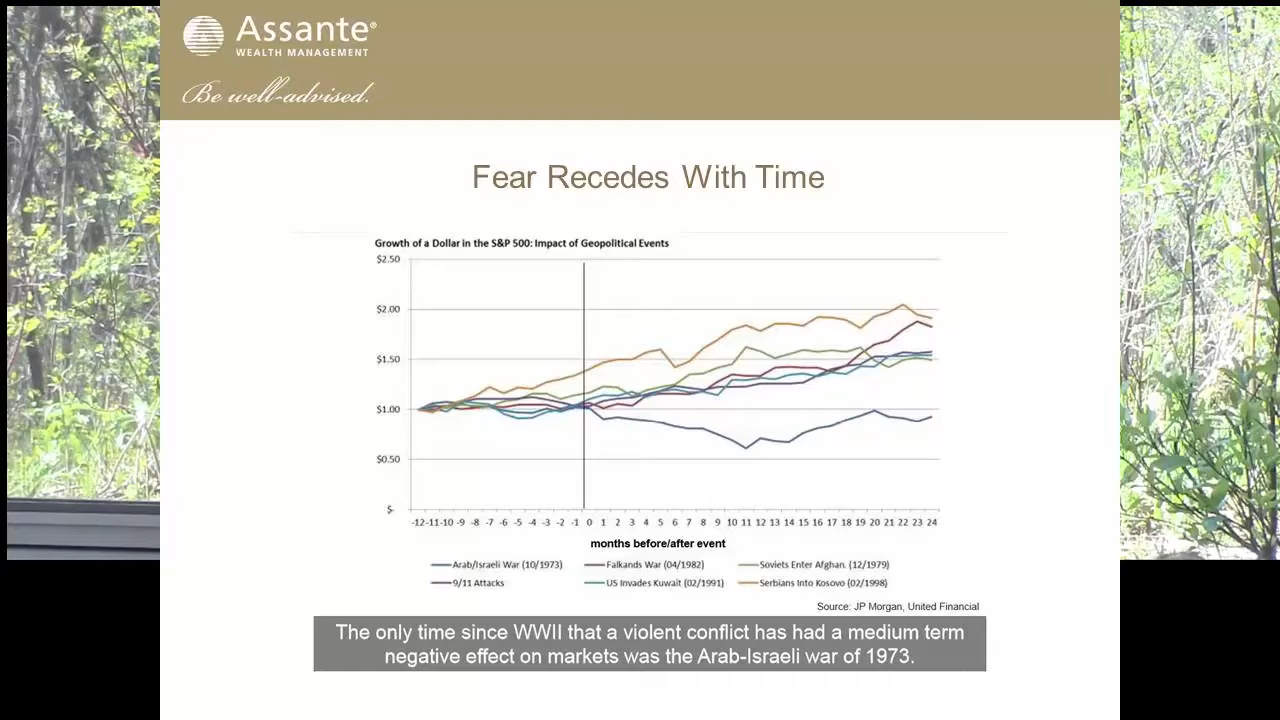 Assante®
WEALTH MANAGEMENT
Be well-advised.
Fear Recedes With Time
Growth of a Dollar in the S&P 500: Impact of Geopolitical Events
$2.50
$2.00
$1.50
$1.00
$0.50
$-
-12 -11 -10 -9 -8 -7 -6 -5 -4 -3 -2 -1 0 1 2 3 4 5 6 7 8 9 10 11 12 13 14 15 16 17 18 19 20 21 22 23 24
months before/after event
Arab/Israeli War (10/1973) Falkands War (04/1982) Soviets Enter Afghan. (12/1979)
9/11 Attacks US Invades Kuwait (02/1991) Serbians Into Kosovo (02/1998)
Source: JP Morgan, United Financial
The only time since WWII that a violent conflict has had a medium term
negative effect on markets was the Arab-Israeli war of 1973.